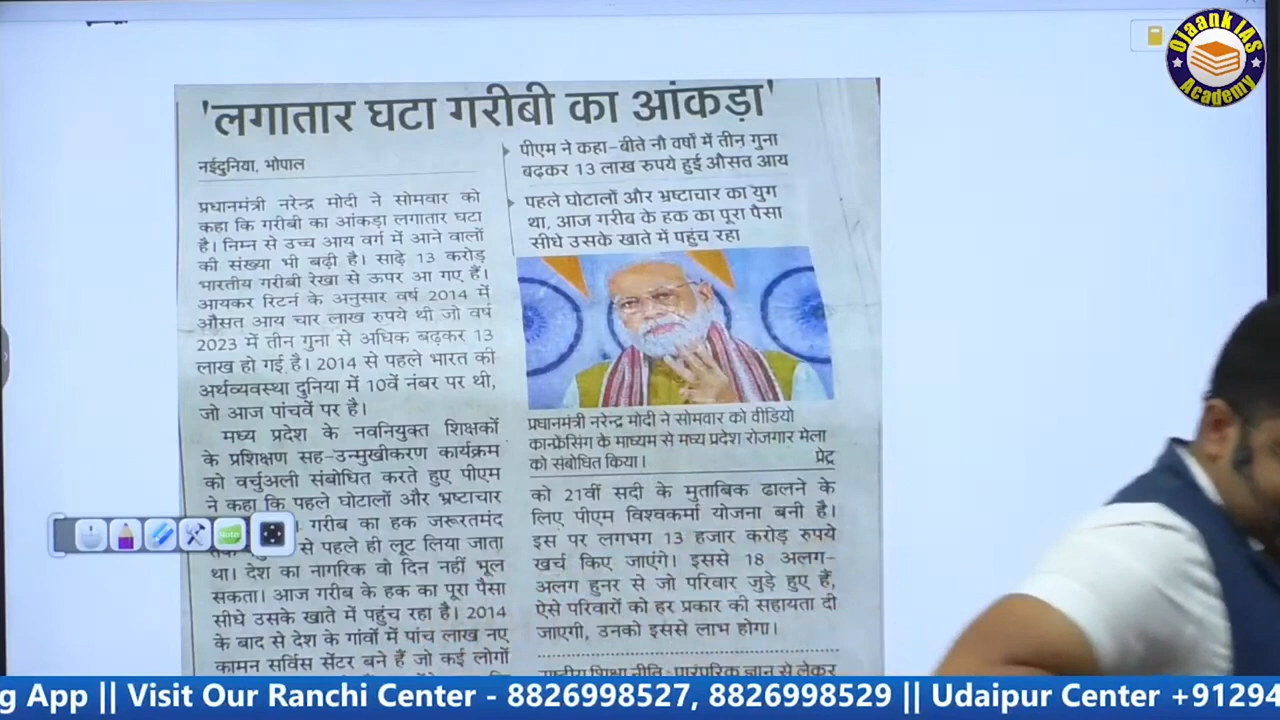 Ojaank IAS
Academy
'लगातार घटा गरीबी का आंकड़ा'
नईदुनिया, भोपाल
प्रधानमंत्री नरेन्द्र मोदी ने सोमवार को
कहा कि गरीबी का आंकड़ा लगातार घटा
है। निम्न से उच्च आय वर्ग में आने वालों
की संख्या भी बढ़ी है। साढ़े 13 करोड़
भारतीय गरीबी रेखा से ऊपर आ गए हैं।
आयकर रिटर्न के अनुसार वर्ष 2014 में
औसत आय चार लाख रुपये थी जो वर्ष
2023 में तीन गुना से अधिक बढ़कर 13
लाख हो गई है। 2014 से पहले भारत की
अर्थव्यवस्था दुनिया में 10वें नंबर पर थी,
जो आज पांचवें पर है।
मध्य प्रदेश के नवनियुक्त शिक्षकों
के प्रशिक्षण सह-उन्मुखीकरण कार्यक्रम
को वर्चुअली संबोधित करते हुए पीएम
ने कहा कि पहले घोटालों और भ्रष्टाचार
गरीब का हक जरूरतमंद
से पहले ही लूट लिया जाता
था। देश का नागरिक वो दिन नहीं भूल
सकता। आज गरीब के हक का पूरा पैसा
सीधे उसके खाते में पहुंच रहा है। 2014
के बाद से देश के गांवों में पांच लाख नए
कामन सर्विस सेंटर बने हैं जो कई लोगों
पीएम ने कहा-बीते नौ वर्षों में तीन गुना
बढ़कर 13 लाख रुपये हुई औसत आय
पहले घोटालों और भ्रष्टाचार का युग
था, आज गरीब के हक का पूरा पैसा
सीधे उसके खाते में पहुंच रहा
प्रधानमंत्री नरेन्द्र मोदी ने सोमवार को वीडियो
कान्फ्रेंसिंग के माध्यम से मध्य प्रदेश रोजगार मेला
को संबोधित किया। प्रेट्र
को 21वीं सदी के मुताबिक ढालने के
लिए पीएम विश्वकर्मा योजना बनी है।
इस पर लगभग 13 हजार करोड़ रुपये
खर्च किए जाएंगे। इससे 18 अलग-
अलग हुनर से जो परिवार जुड़े हुए हैं,
ऐसे परिवारों को हर प्रकार की सहायता दी
जाएगी, उनको इससे लाभ होगा।
राष्ट्रीय शिक्षा नीति पारंपरिक ज्ञान से लेकर
Note
g App || Visit Our Ranchi Center - 8826998527, 8826998529 || Udaipur Center +91294